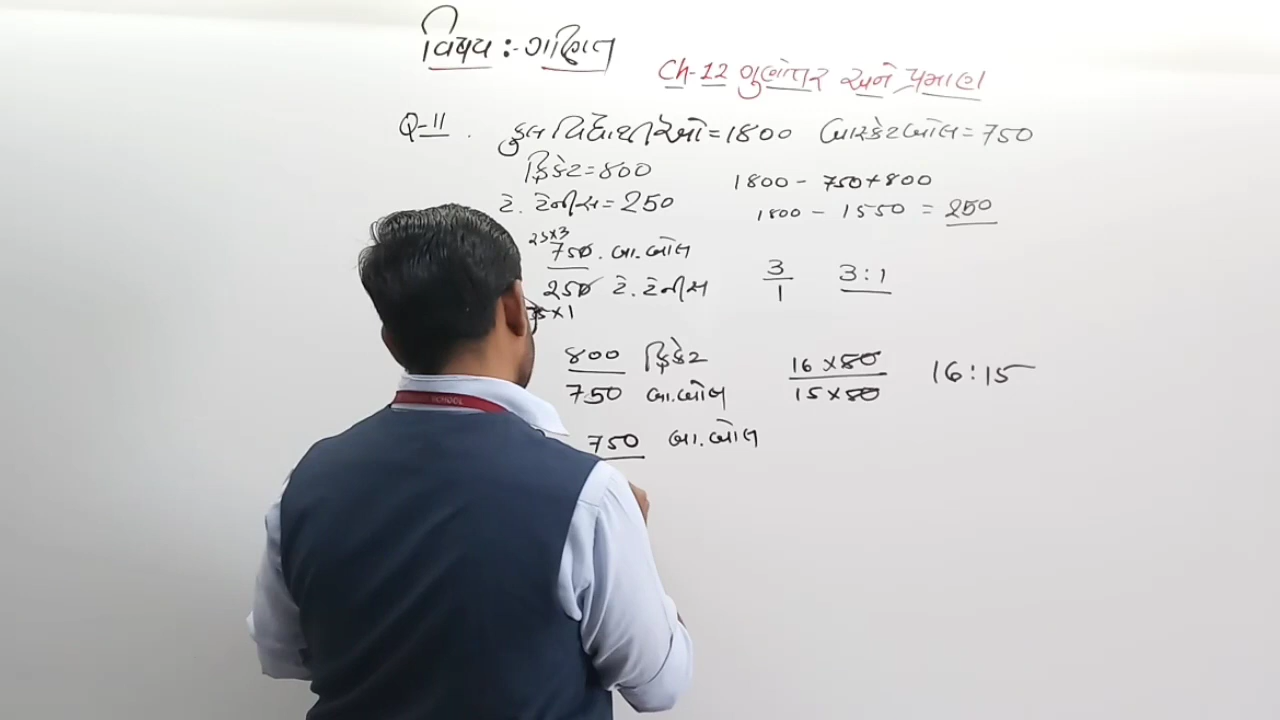 વિષય :- ગણિત
Ch-12 ગુણોત્તર અને પ્રમાણ
Q-11. કુલ વિદ્યાર્થીઓ = 1800 બાસ્કેટબોલ = 750
ક્રિકેટ = 800
1800 - 750 + 800
ટે. ટેનીસ = 250
1800 - 1550 = 250
25×3
750. બા.બોલ
250 ટે. ટેનીસ
×1
3
1
3:1
800 ક્રિકેટ
750 બા.બોલ
16 × 50
15 × 50
16:15
750 બા.બોલ
SCHOOL